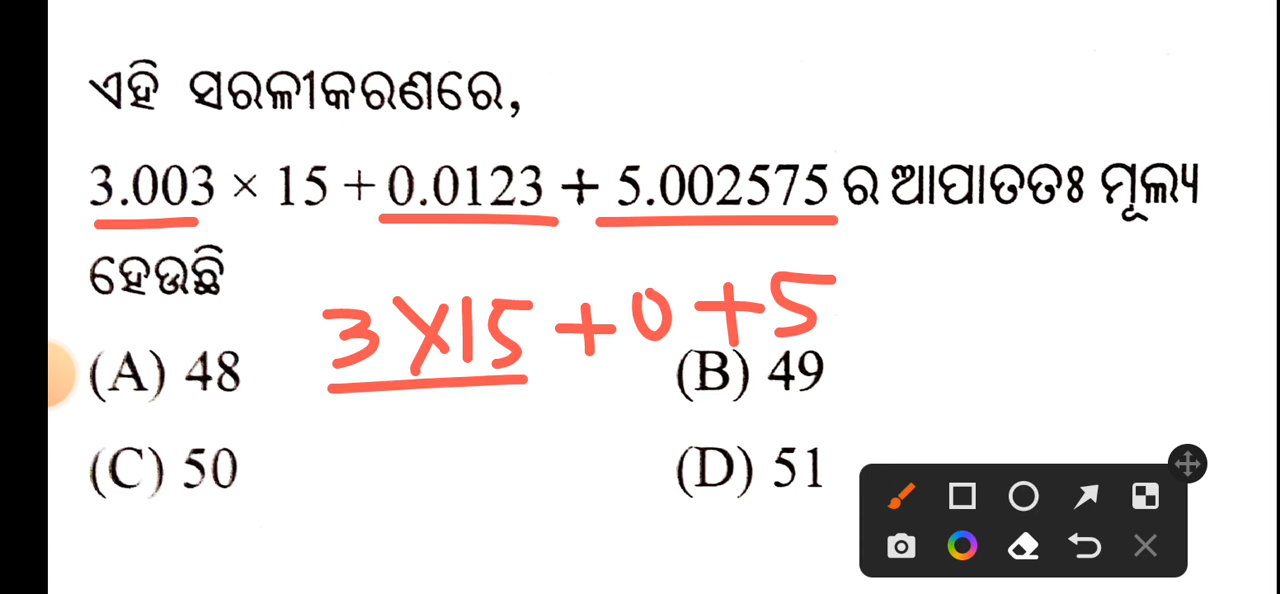 ଏହି ସରଳୀକରଣରେ,
3.003 × 15 + 0.0123 + 5.002575 ର ଆପାତତଃ ମୂଲ୍ୟ
ହେଉଛି
3 × 15 + 0 + 5
(A) 48 (B) 49
(C) 50 (D) 51